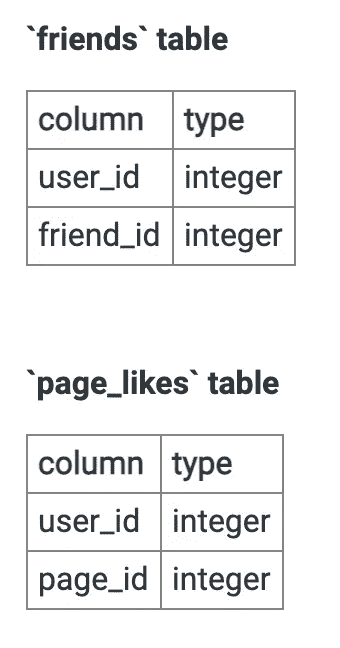 `friends` table
column type
user_id integer
friend_id integer
`page_likes` table
column type
user_id integer
page_id integer